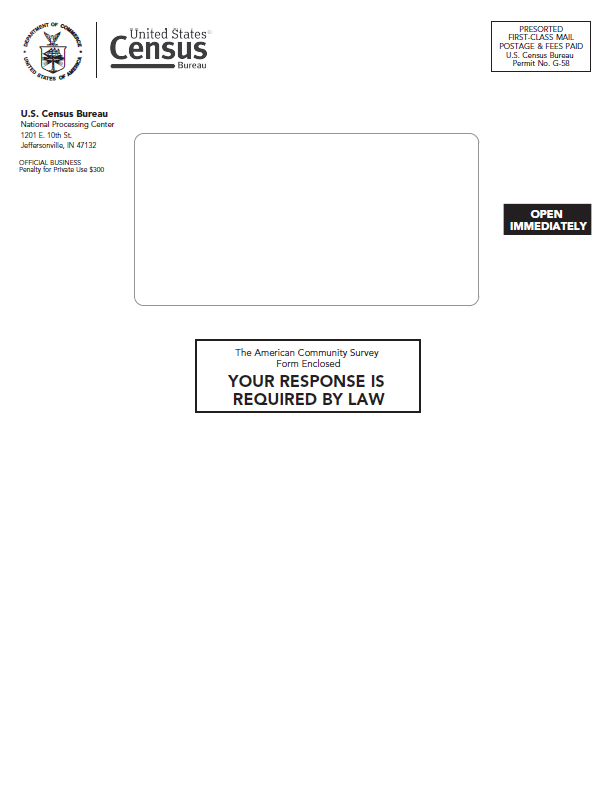 DEPARTMENT OF COMMERCE
UNITED STATES OF AMERICA
United States®
Census
Bureau
PRESORTED
FIRST-CLASS MAIL
POSTAGE & FEES PAID
U.S. Census Bureau
Permit No. G-58
U.S. Census Bureau
National Processing Center
1201 E. 10th St.
Jeffersonville, IN 47132
OFFICIAL BUSINESS
Penalty for Private Use $300
OPEN
IMMEDIATELY
The American Community Survey
Form Enclosed
YOUR RESPONSE IS
REQUIRED BY LAW